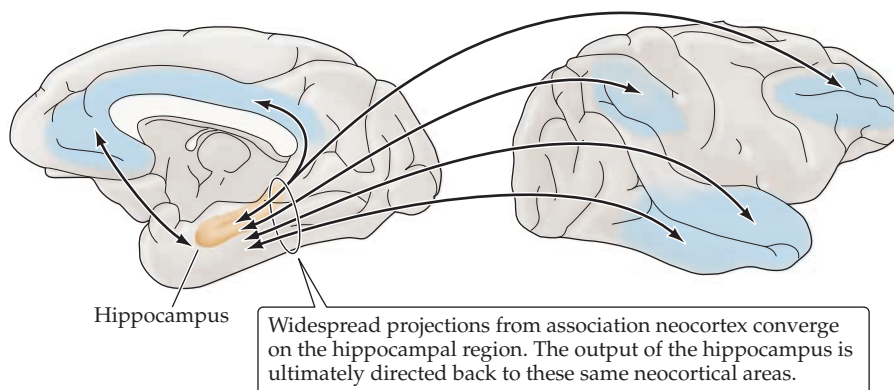 Hippocampus
Widespread projections from association neocortex converge
on the hippocampal region. The output of the hippocampus is
ultimately directed back to these same neocortical areas.